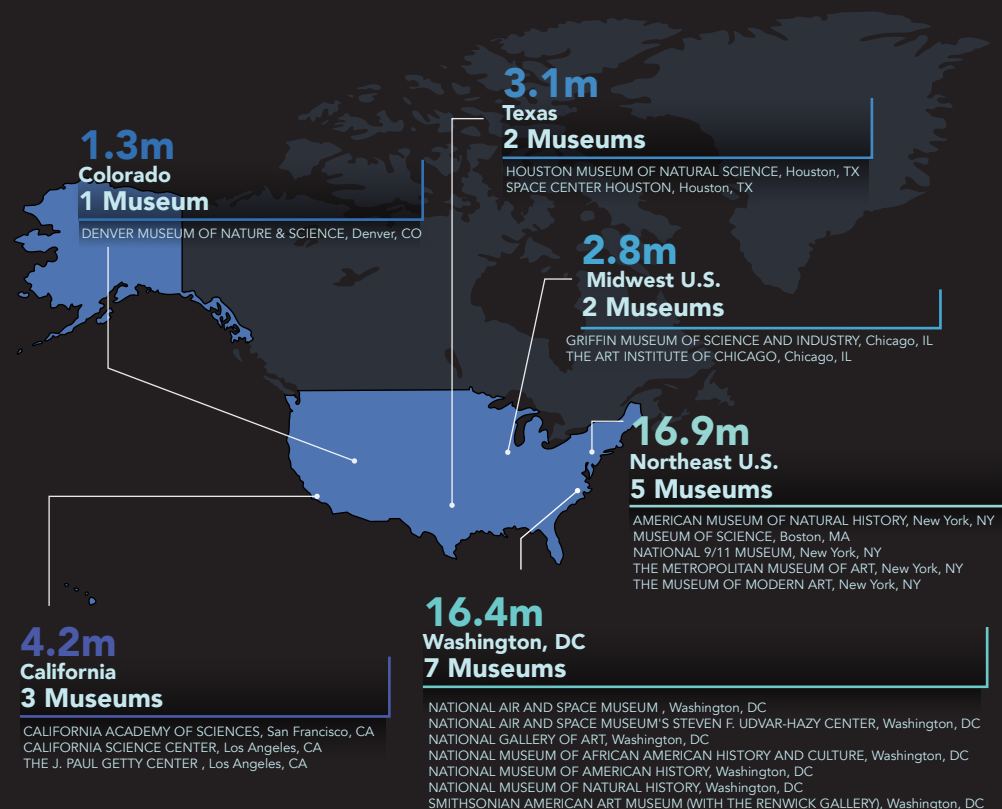 3.1m
Texas
2 Museums
HOUSTON MUSEUM OF NATURAL SCIENCE, Houston, TX
SPACE CENTER HOUSTON, Houston, TX
1.3m
Colorado
1 Museum
DENVER MUSEUM OF NATURE & SCIENCE, Denver, CO
2.8m
Midwest U.S.
2 Museums
GRIFFIN MUSEUM OF SCIENCE AND INDUSTRY, Chicago, IL
THE ART INSTITUTE OF CHICAGO, Chicago, IL
16.9m
Northeast U.S.
5 Museums
AMERICAN MUSEUM OF NATURAL HISTORY, New York, NY
MUSEUM OF SCIENCE, Boston, MA
NATIONAL 9/11 MUSEUM, New York, NY
THE METROPOLITAN MUSEUM OF ART, New York, NY
THE MUSEUM OF MODERN ART, New York, NY
16.4m
Washington, DC
7 Museums
NATIONAL AIR AND SPACE MUSEUM , Washington, DC
NATIONAL AIR AND SPACE MUSEUM'S STEVEN F. UDVAR-HAZY CENTER, Washington, DC
NATIONAL GALLERY OF ART, Washington, DC
NATIONAL MUSEUM OF AFRICAN AMERICAN HISTORY AND CULTURE, Washington, DC
NATIONAL MUSEUM OF AMERICAN HISTORY, Washington, DC
NATIONAL MUSEUM OF NATURAL HISTORY, Washington, DC
SMITHSONIAN AMERICAN ART MUSEUM (WITH THE RENWICK GALLERY), Washington, DC
4.2m
California
3 Museums
CALIFORNIA ACADEMY OF SCIENCES, San Francisco, CA
CALIFORNIA SCIENCE CENTER, Los Angeles, CA
THE J. PAUL GETTY CENTER , Los Angeles, CA